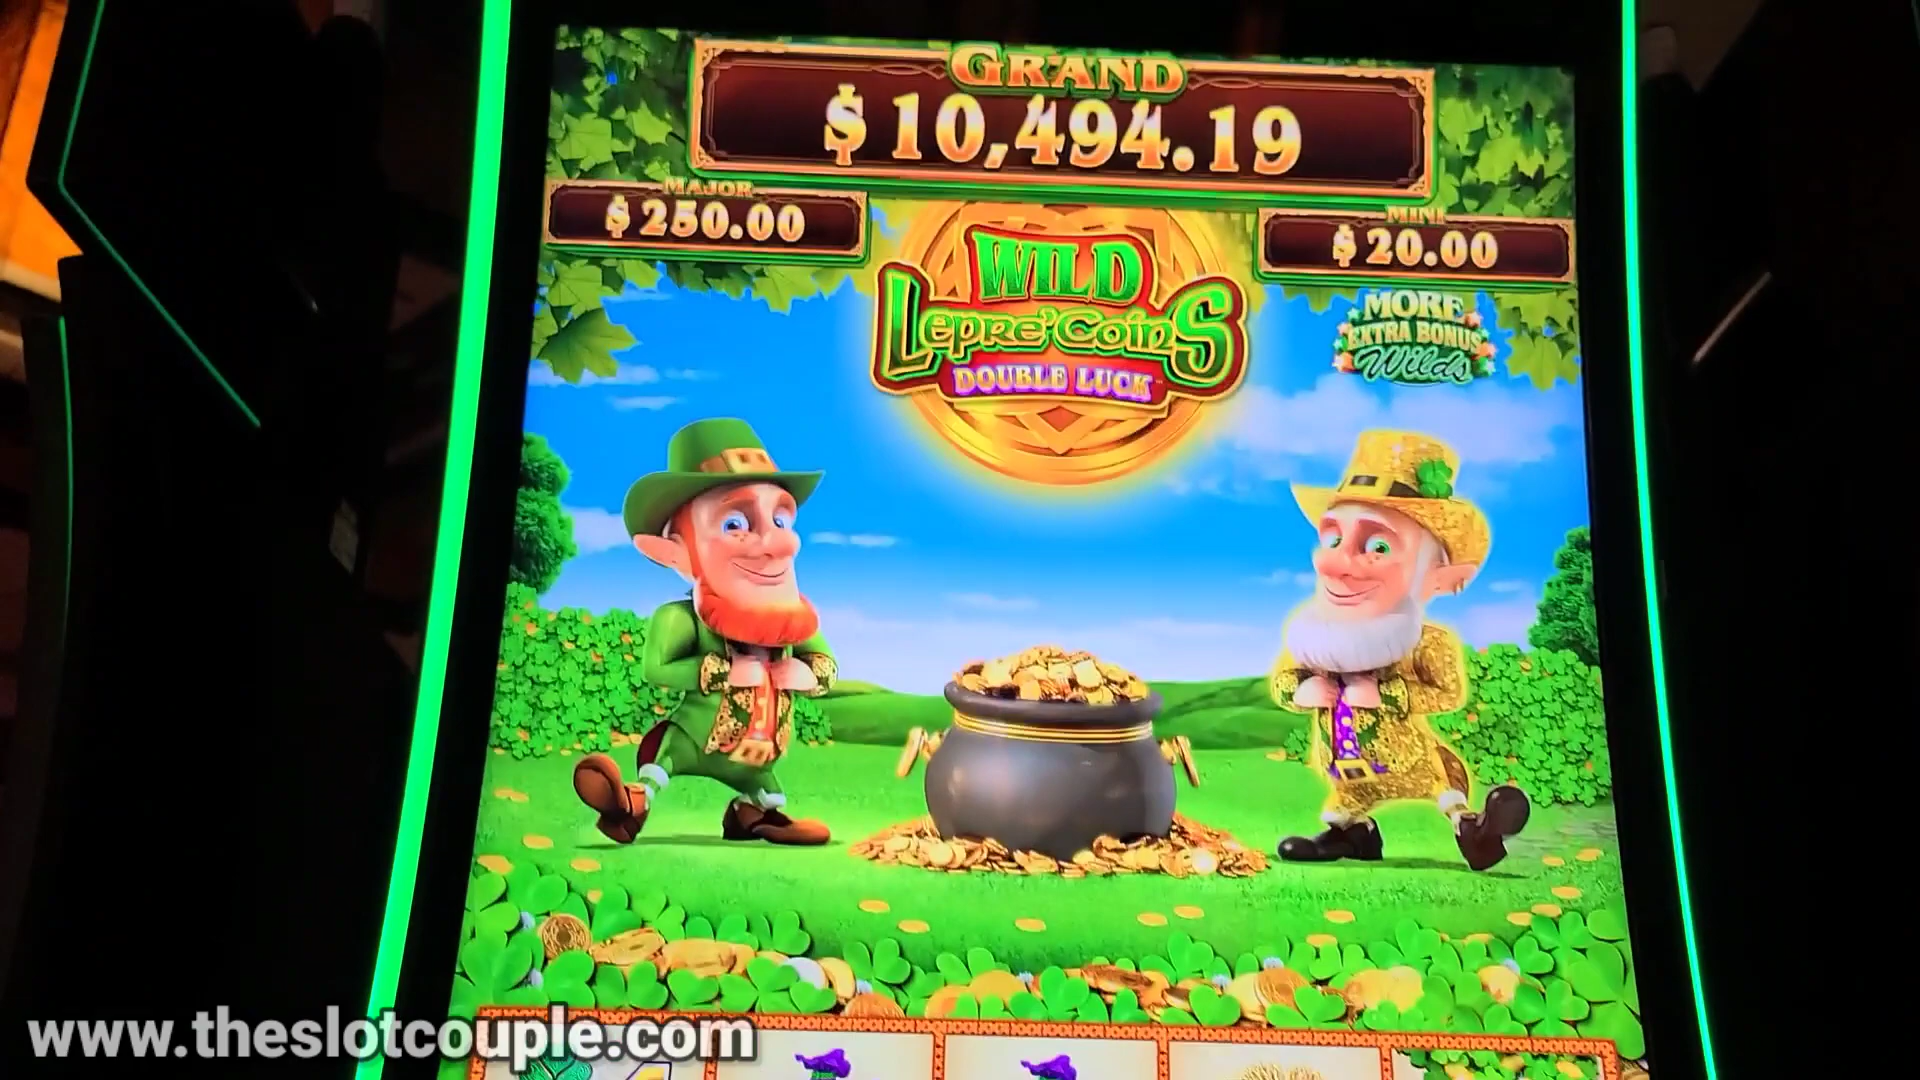 GRAND
$10,494.19
MAJOR
$250.00
MINI
$20.00
WILD
LEPRE'COINS
DOUBLE LUCK
MORE
EXTRA BONUS
Wilds
www.theslotcouple.com